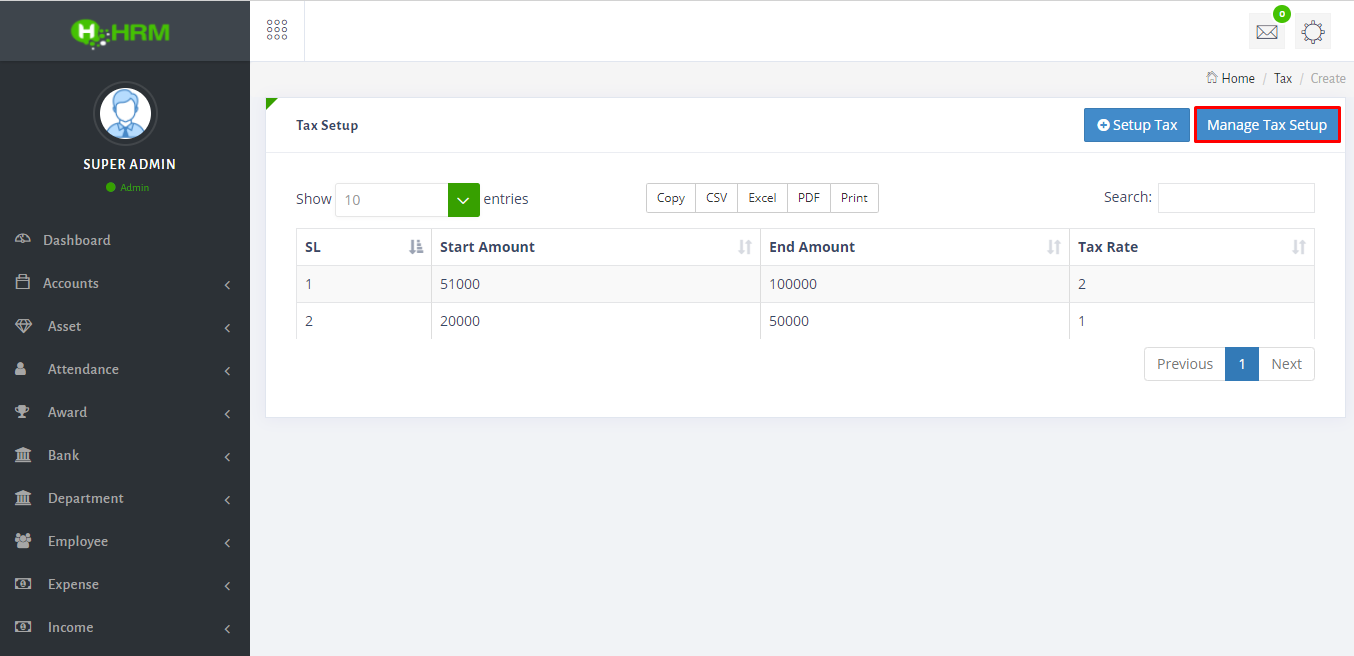 HRM
0
Home / Tax / Create
SUPER ADMIN
Admin
Dashboard
Accounts
Asset
Attendance
Award
Bank
Department
Employee
Expense
Income
Tax Setup
Setup Tax
Manage Tax Setup
Show 10 entries
Copy CSV Excel PDF Print
Search:
SL Start Amount End Amount Tax Rate
1 51000 100000 2
2 20000 50000 1
Previous 1 Next